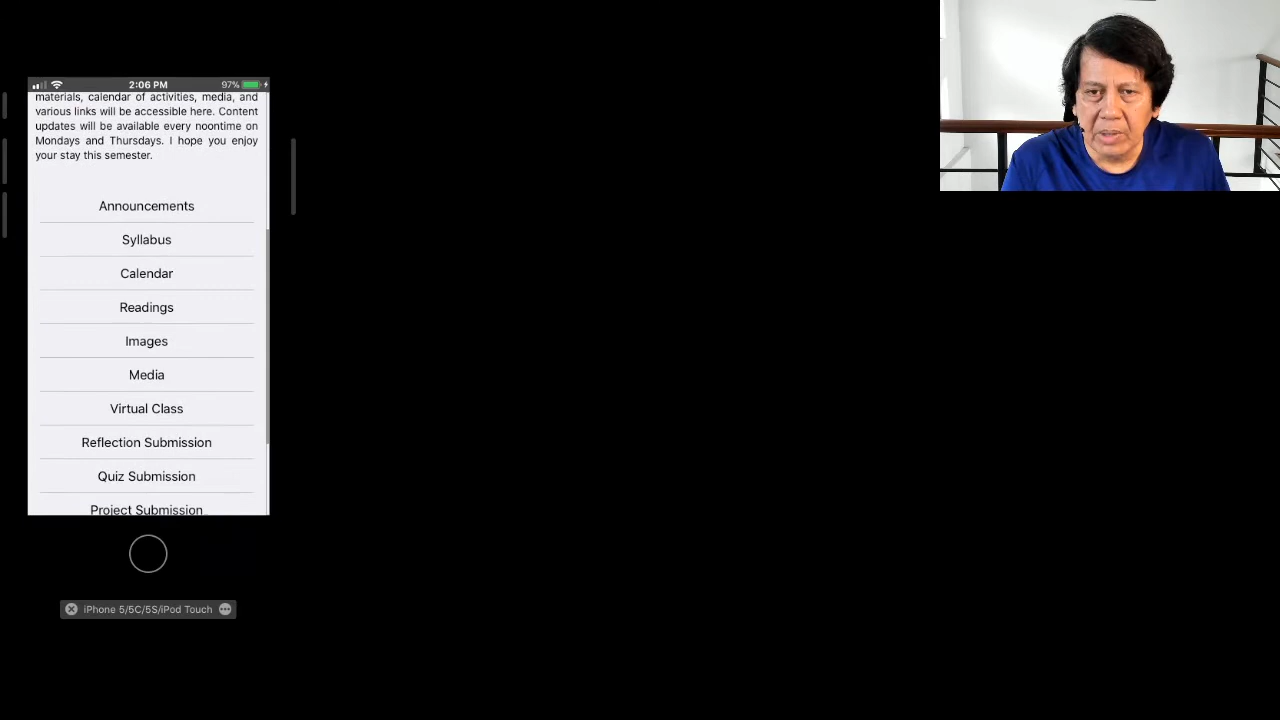 2:06 PM
97%
materials, calendar of activities, media, and
various links will be accessible here. Content
updates will be available every noontime on
Mondays and Thursdays. I hope you enjoy
your stay this semester.
Announcements
Syllabus
Calendar
Readings
Images
Media
Virtual Class
Reflection Submission
Quiz Submission
Project Submission
iPhone 5/5C/5S/iPod Touch